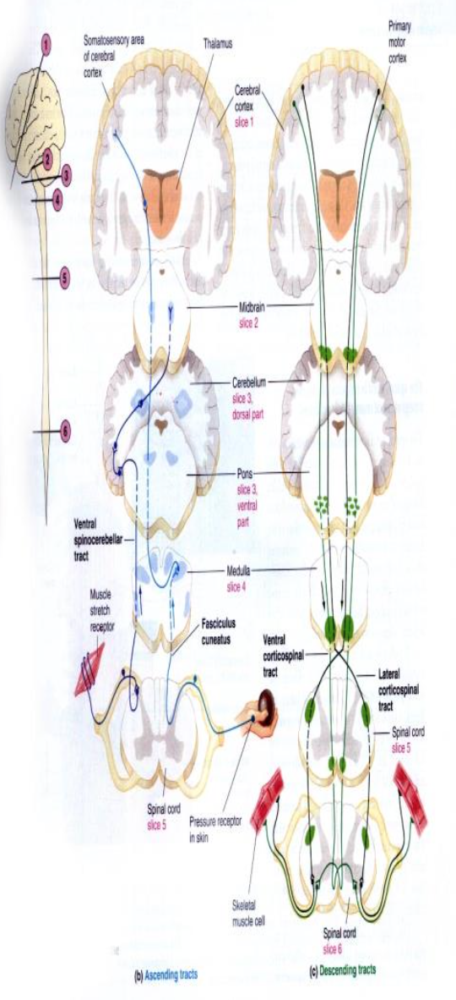 1
2
3
4
5
6
Somatosensory area
of cerebral
cortex
Thalamus
Cerebral
cortex
slice 1
Primary
motor
cortex
Midbrain
slice 2
Cerebellum
slice 3,
dorsal part
Pons
slice 3,
ventral
part
Ventral
spinocerebellar
tract
Medulla
slice 4
Muscle
stretch
receptor
Fasciculus
cuneatus
Ventral
corticospinal
tract
Lateral
corticospinal
tract
Spinal cord
slice 5
Spinal cord
slice 5
Pressure receptor
in skin
Skeletal
muscle cell
Spinal cord
slice 6
(b) Ascending tracts
(c) Descending tracts